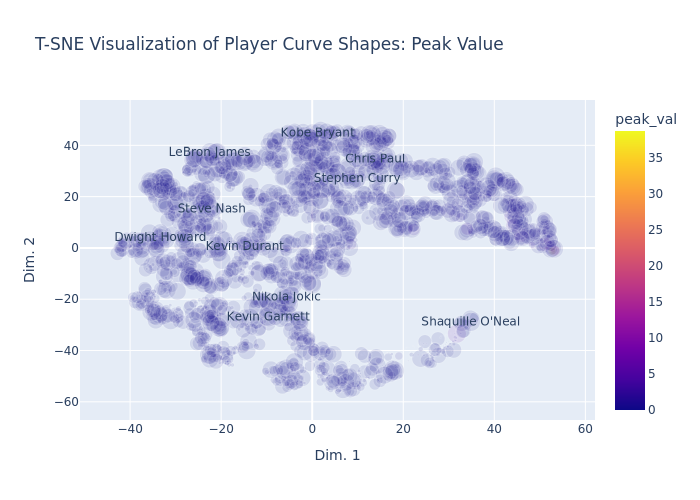 T-SNE Visualization of Player Curve Shapes: Peak Value
peak_val
Kobe Bryant
LeBron James
Chris Paul
Stephen Curry
Steve Nash
Dwight Howard
Kevin Durant
Nikola Jokic
Kevin Garnett
Shaquille O'Neal
40
20
0
−20
−40
−60
Dim. 2
−40
−20
0
20
40
60
Dim. 1
35
30
25
20
15
10
5
0